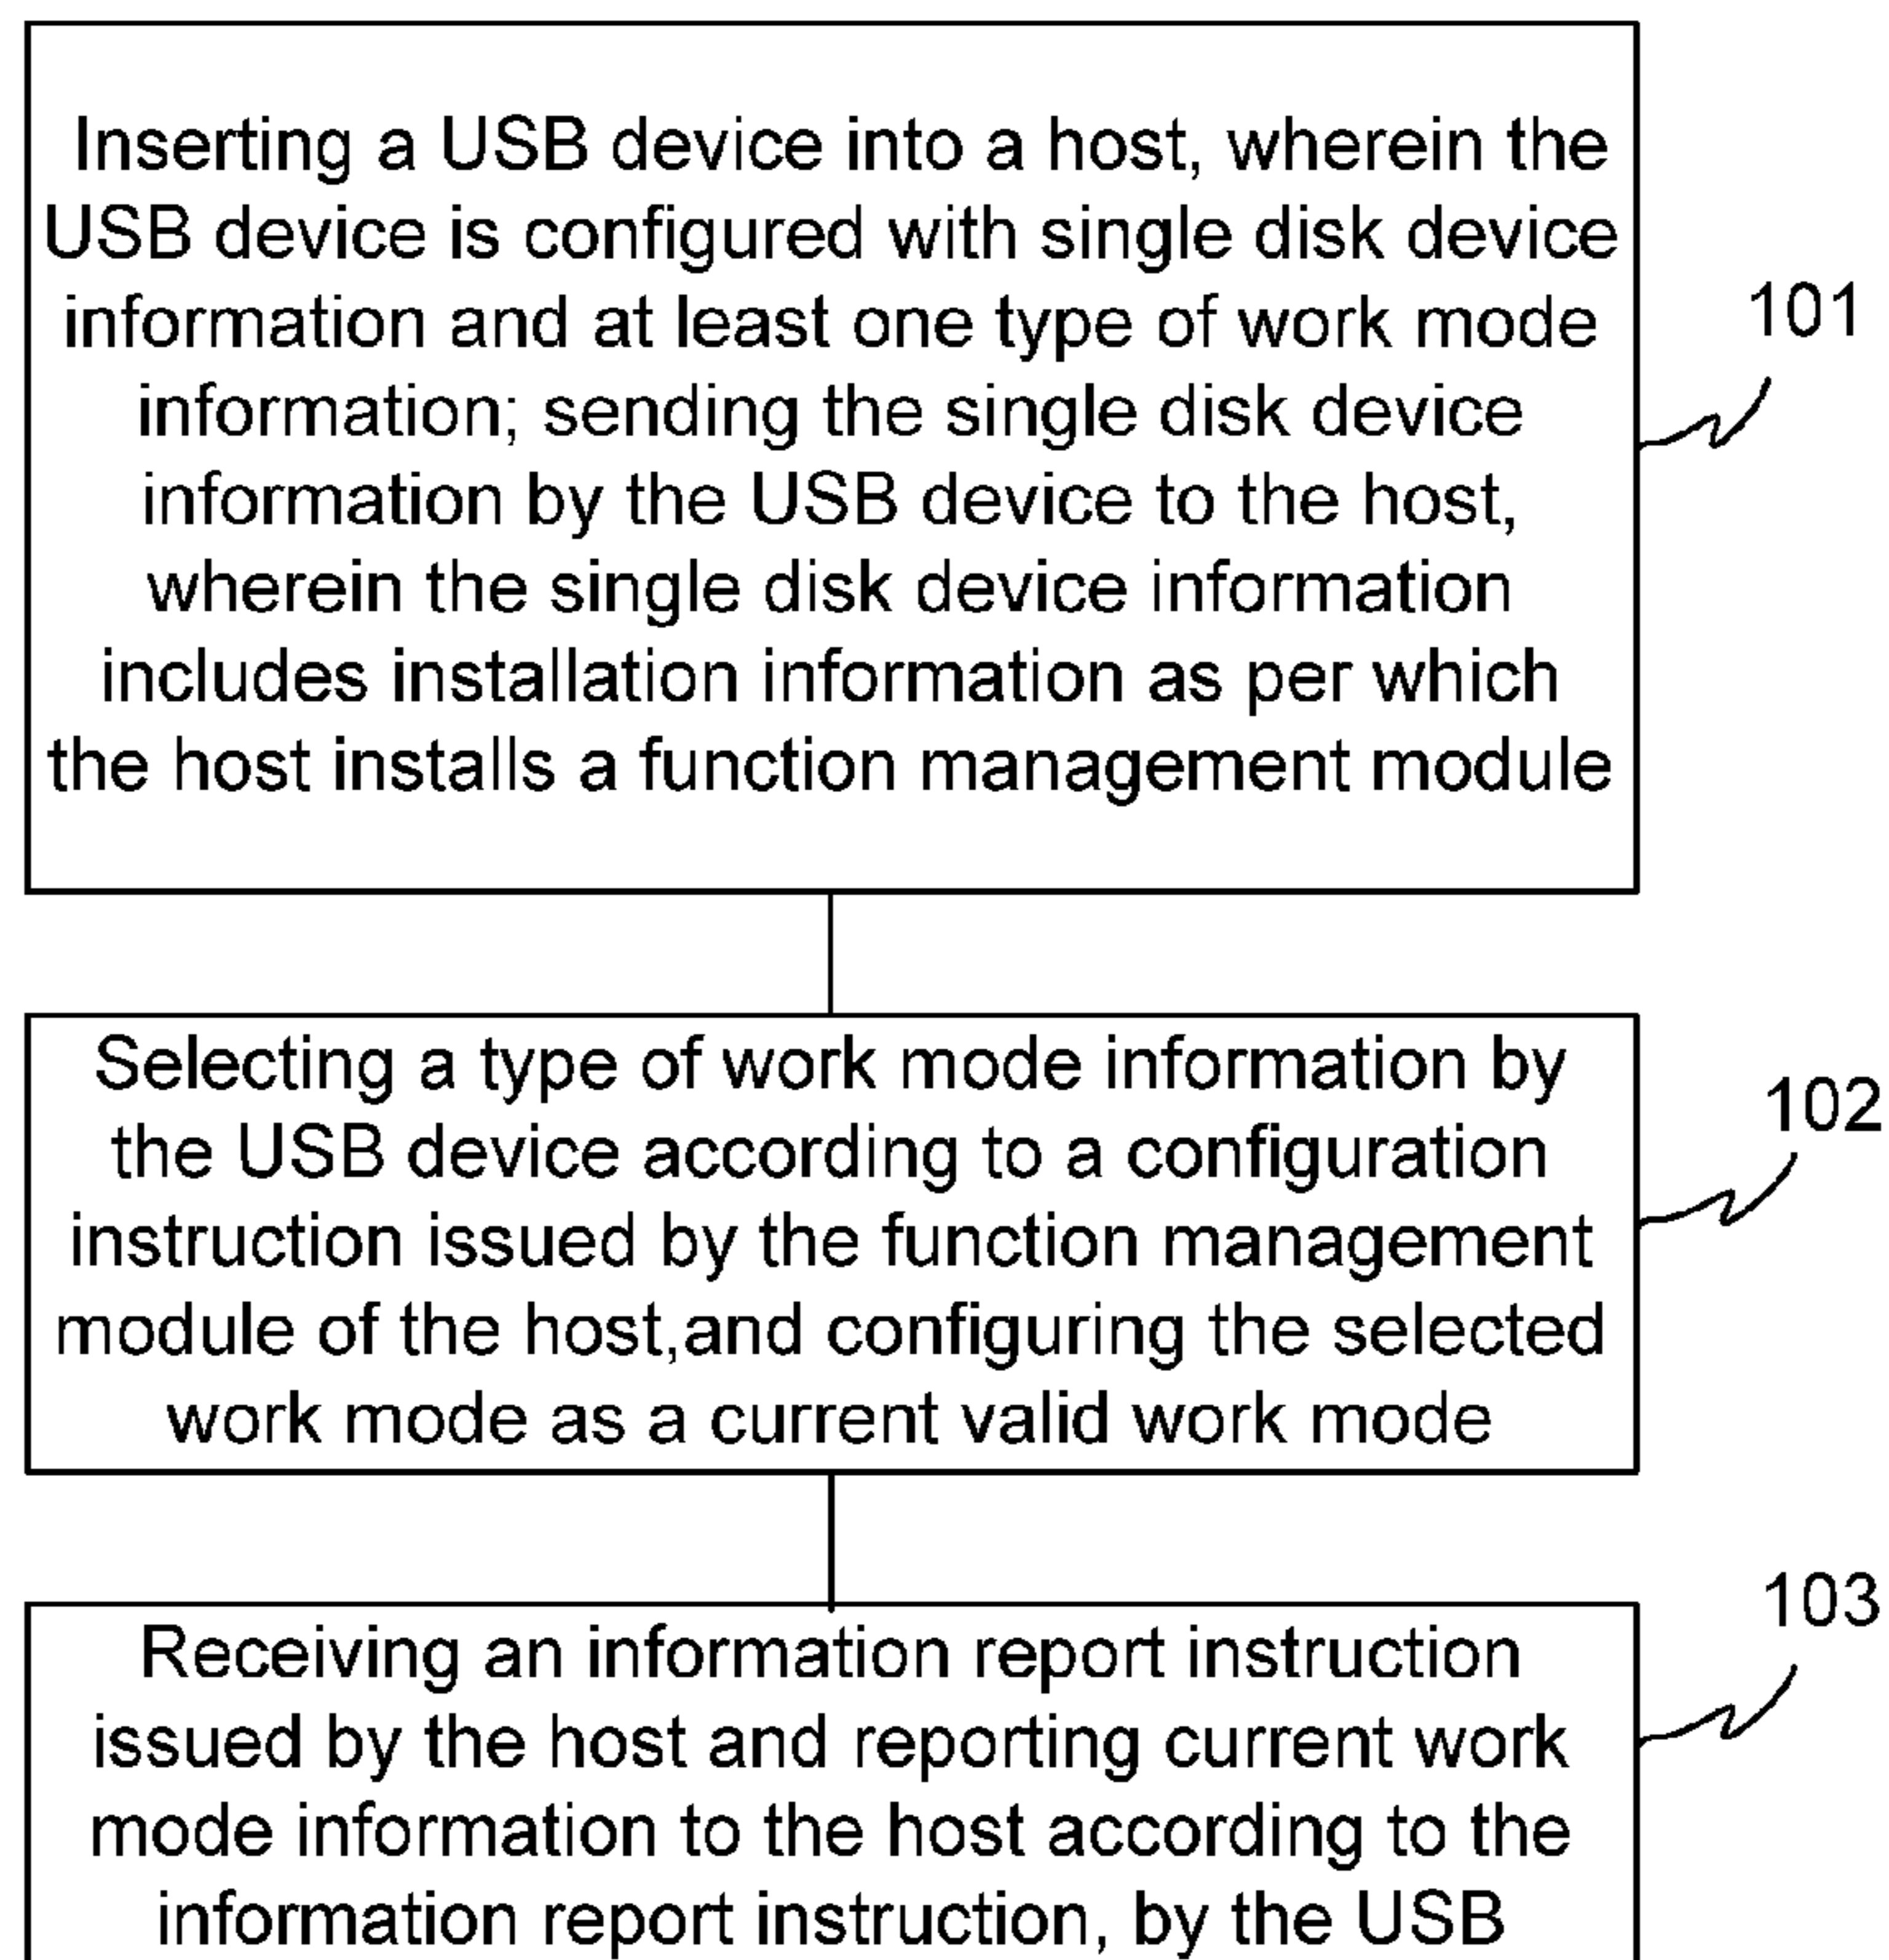 Inserting a USB device into a host, wherein the
USB device is configured with single disk device
information and at least one type of work mode
information; sending the single disk device
information by the USB device to the host,
wherein the single disk device information
includes installation information as per which
the host installs a function management module
101
Selecting a type of work mode information by
the USB device according to a configuration
instruction issued by the function management
module of the host,and configuring the selected
work mode as a current valid work mode
102
Receiving an information report instruction
issued by the host and reporting current work
mode information to the host according to the
information report instruction, by the USB
103